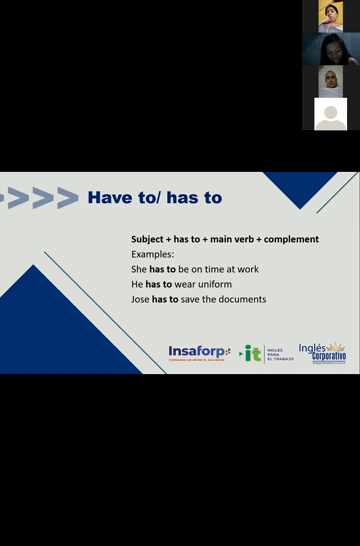 >>>> Have to/ has to
Subject + has to + main verb + complement
Examples:
She has to be on time at work
He has to wear uniform
Jose has to save the documents
Insaforp
it
INGLÉS
PARA
EL TRABAJO
Inglés
Corporativo